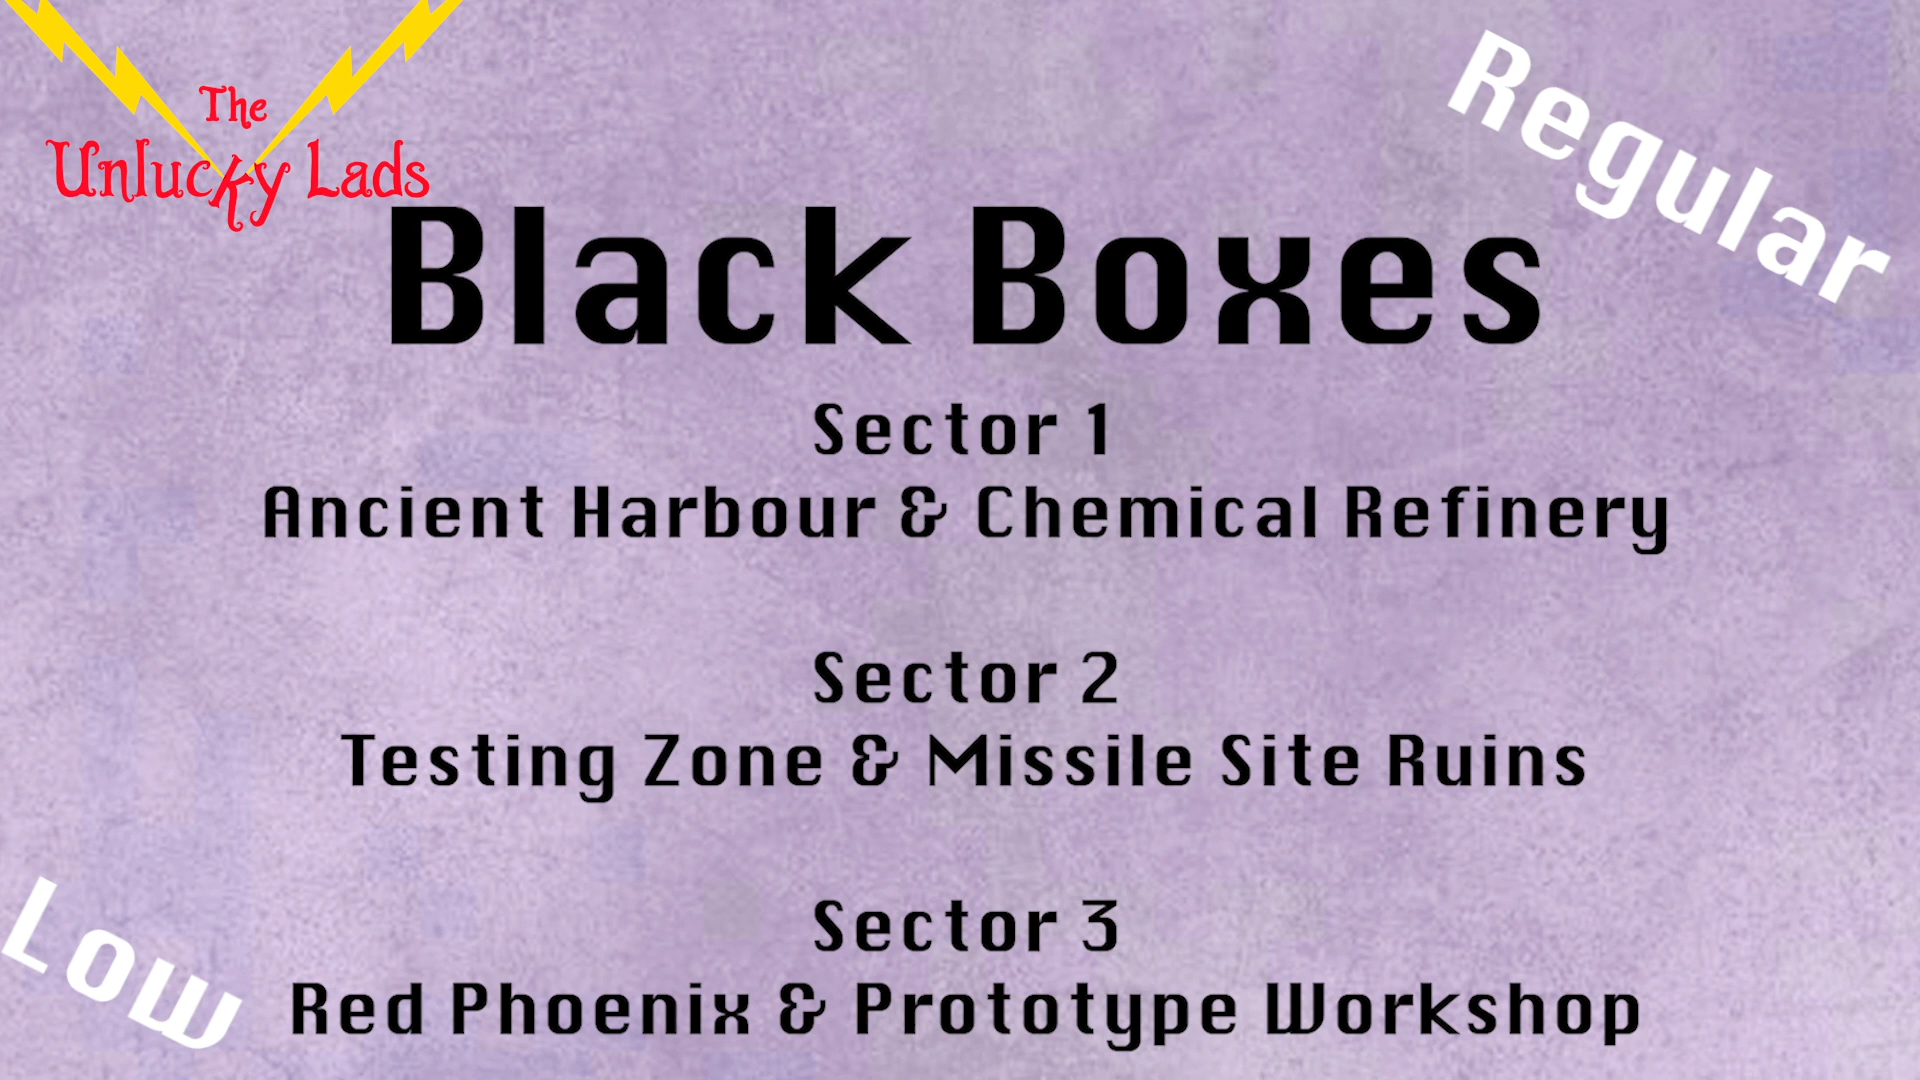 The
Unlucky Lads
Regular
Black Boxes
Sector 1
Ancient Harbour & Chemical Refinery
Sector 2
Testing Zone & Missile Site Ruins
Sector 3
Red Phoenix & Prototype Workshop
Low